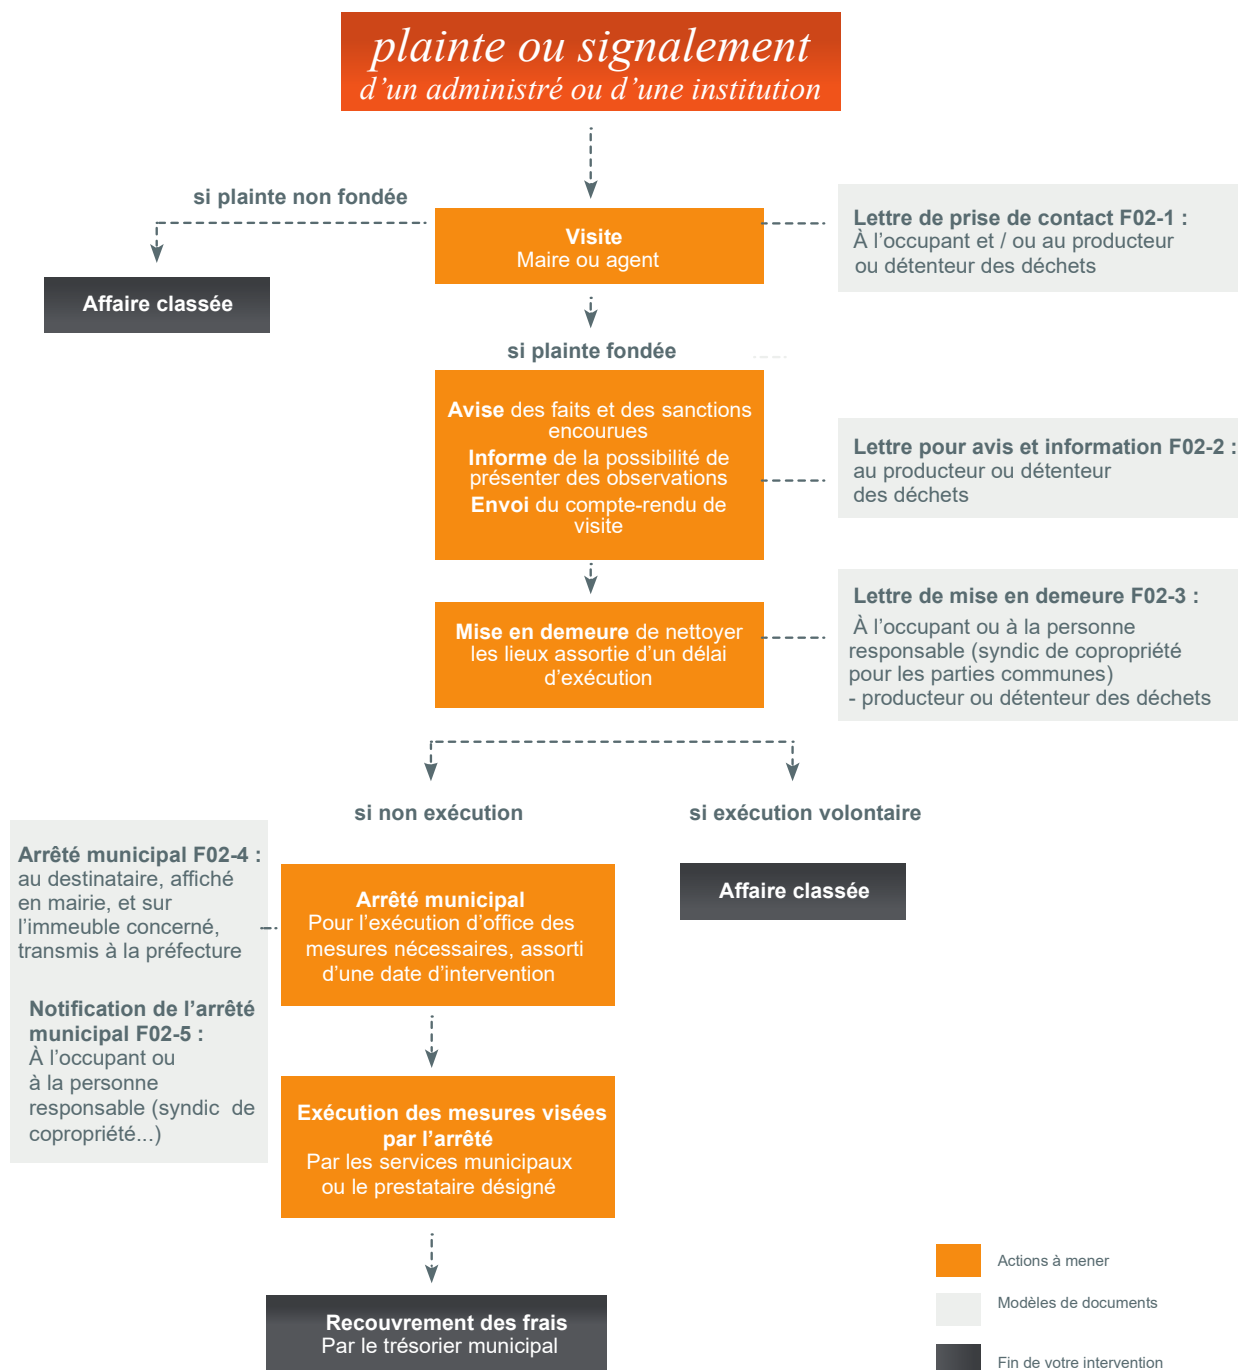 plainte ou signalement
d’un administré ou d’une institution
si plainte non fondée
Visite
Maire ou agent
Lettre de prise de contact F02-1 :
À l’occupant et / ou au producteur
ou détenteur des déchets
Affaire classée
si plainte fondée
Avise des faits et des sanctions
encourues
Informe de la possibilité de
présenter des observations
Envoi du compte-rendu de
visite
Lettre pour avis et information F02-2 :
au producteur ou détenteur
des déchets
Mise en demeure de nettoyer
les lieux assortie d’un délai
d’exécution
Lettre de mise en demeure F02-3 :
À l’occupant ou à la personne
responsable (syndic de copropriété
pour les parties communes)
- producteur ou détenteur des déchets
si non exécution
si exécution volontaire
Arrêté municipal F02-4 :
au destinataire, affiché
en mairie, et sur
l’immeuble concerné,
transmis à la préfecture
Notification de l’arrêté
municipal F02-5 :
À l’occupant ou
à la personne
responsable (syndic de
copropriété...)
Arrêté municipal
Pour l’exécution d’office des
mesures nécessaires, assorti
d’une date d’intervention
Affaire classée
Exécution des mesures visées
par l’arrêté
Par les services municipaux
ou le prestataire désigné
Recouvrement des frais
Par le trésorier municipal
Actions à mener
Modèles de documents
Fin de votre intervention